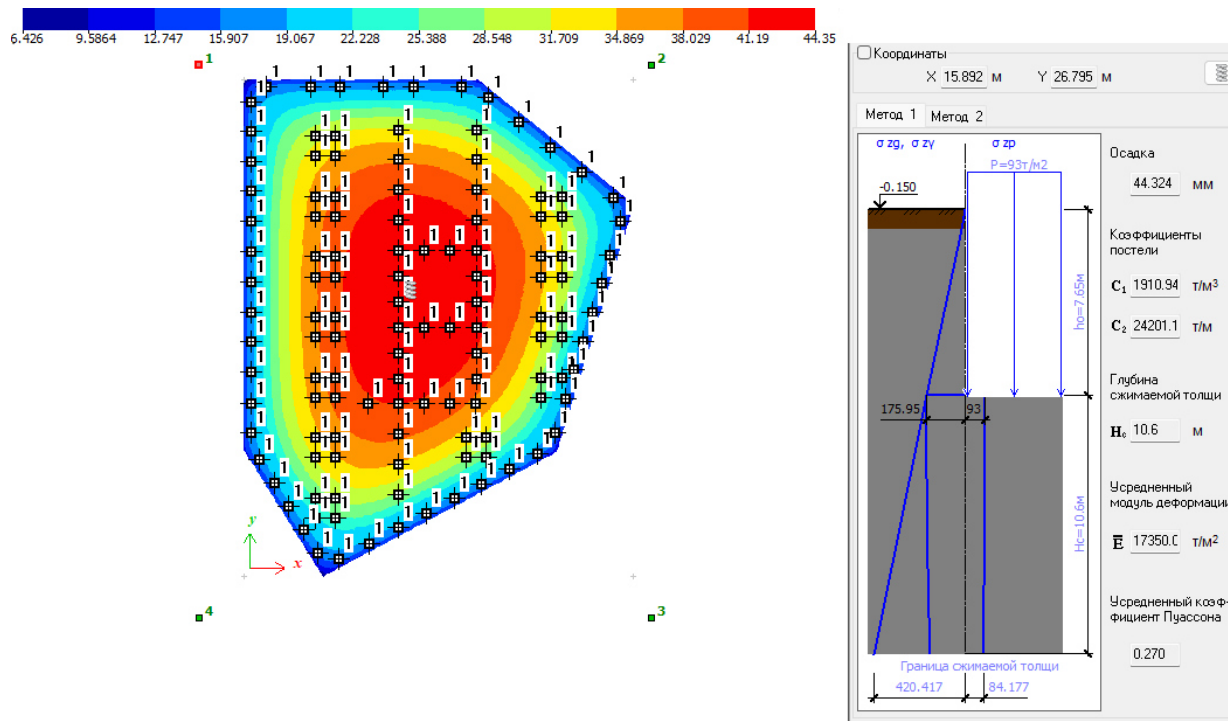 6.426 9.5864 12.747 15.907 19.067 22.228 25.388 28.548 31.709 34.869 38.029 41.19 44.35
1
2
4
3
y
x
Координаты
X 15.892 м Y 26.795 м
Метод 1 Метод 2
σ zg, σ zγ σ zp
P=93т/м2
-0.150
hо=7.65м
175.95 93
Hc=10.6м
Граница сжимаемой толщи
420.417 84.177
Осадка
44.324 мм
Коэффициенты
постели
C₁ 1910.94 т/м³
C₂ 24201.1 т/м
Глубина
сжимаемой толщи
H꜀ 10.6 м
Усредненный
модуль деформации
E 17350.0 т/м²
Усредненный коэф-
фициент Пуассона
0.270